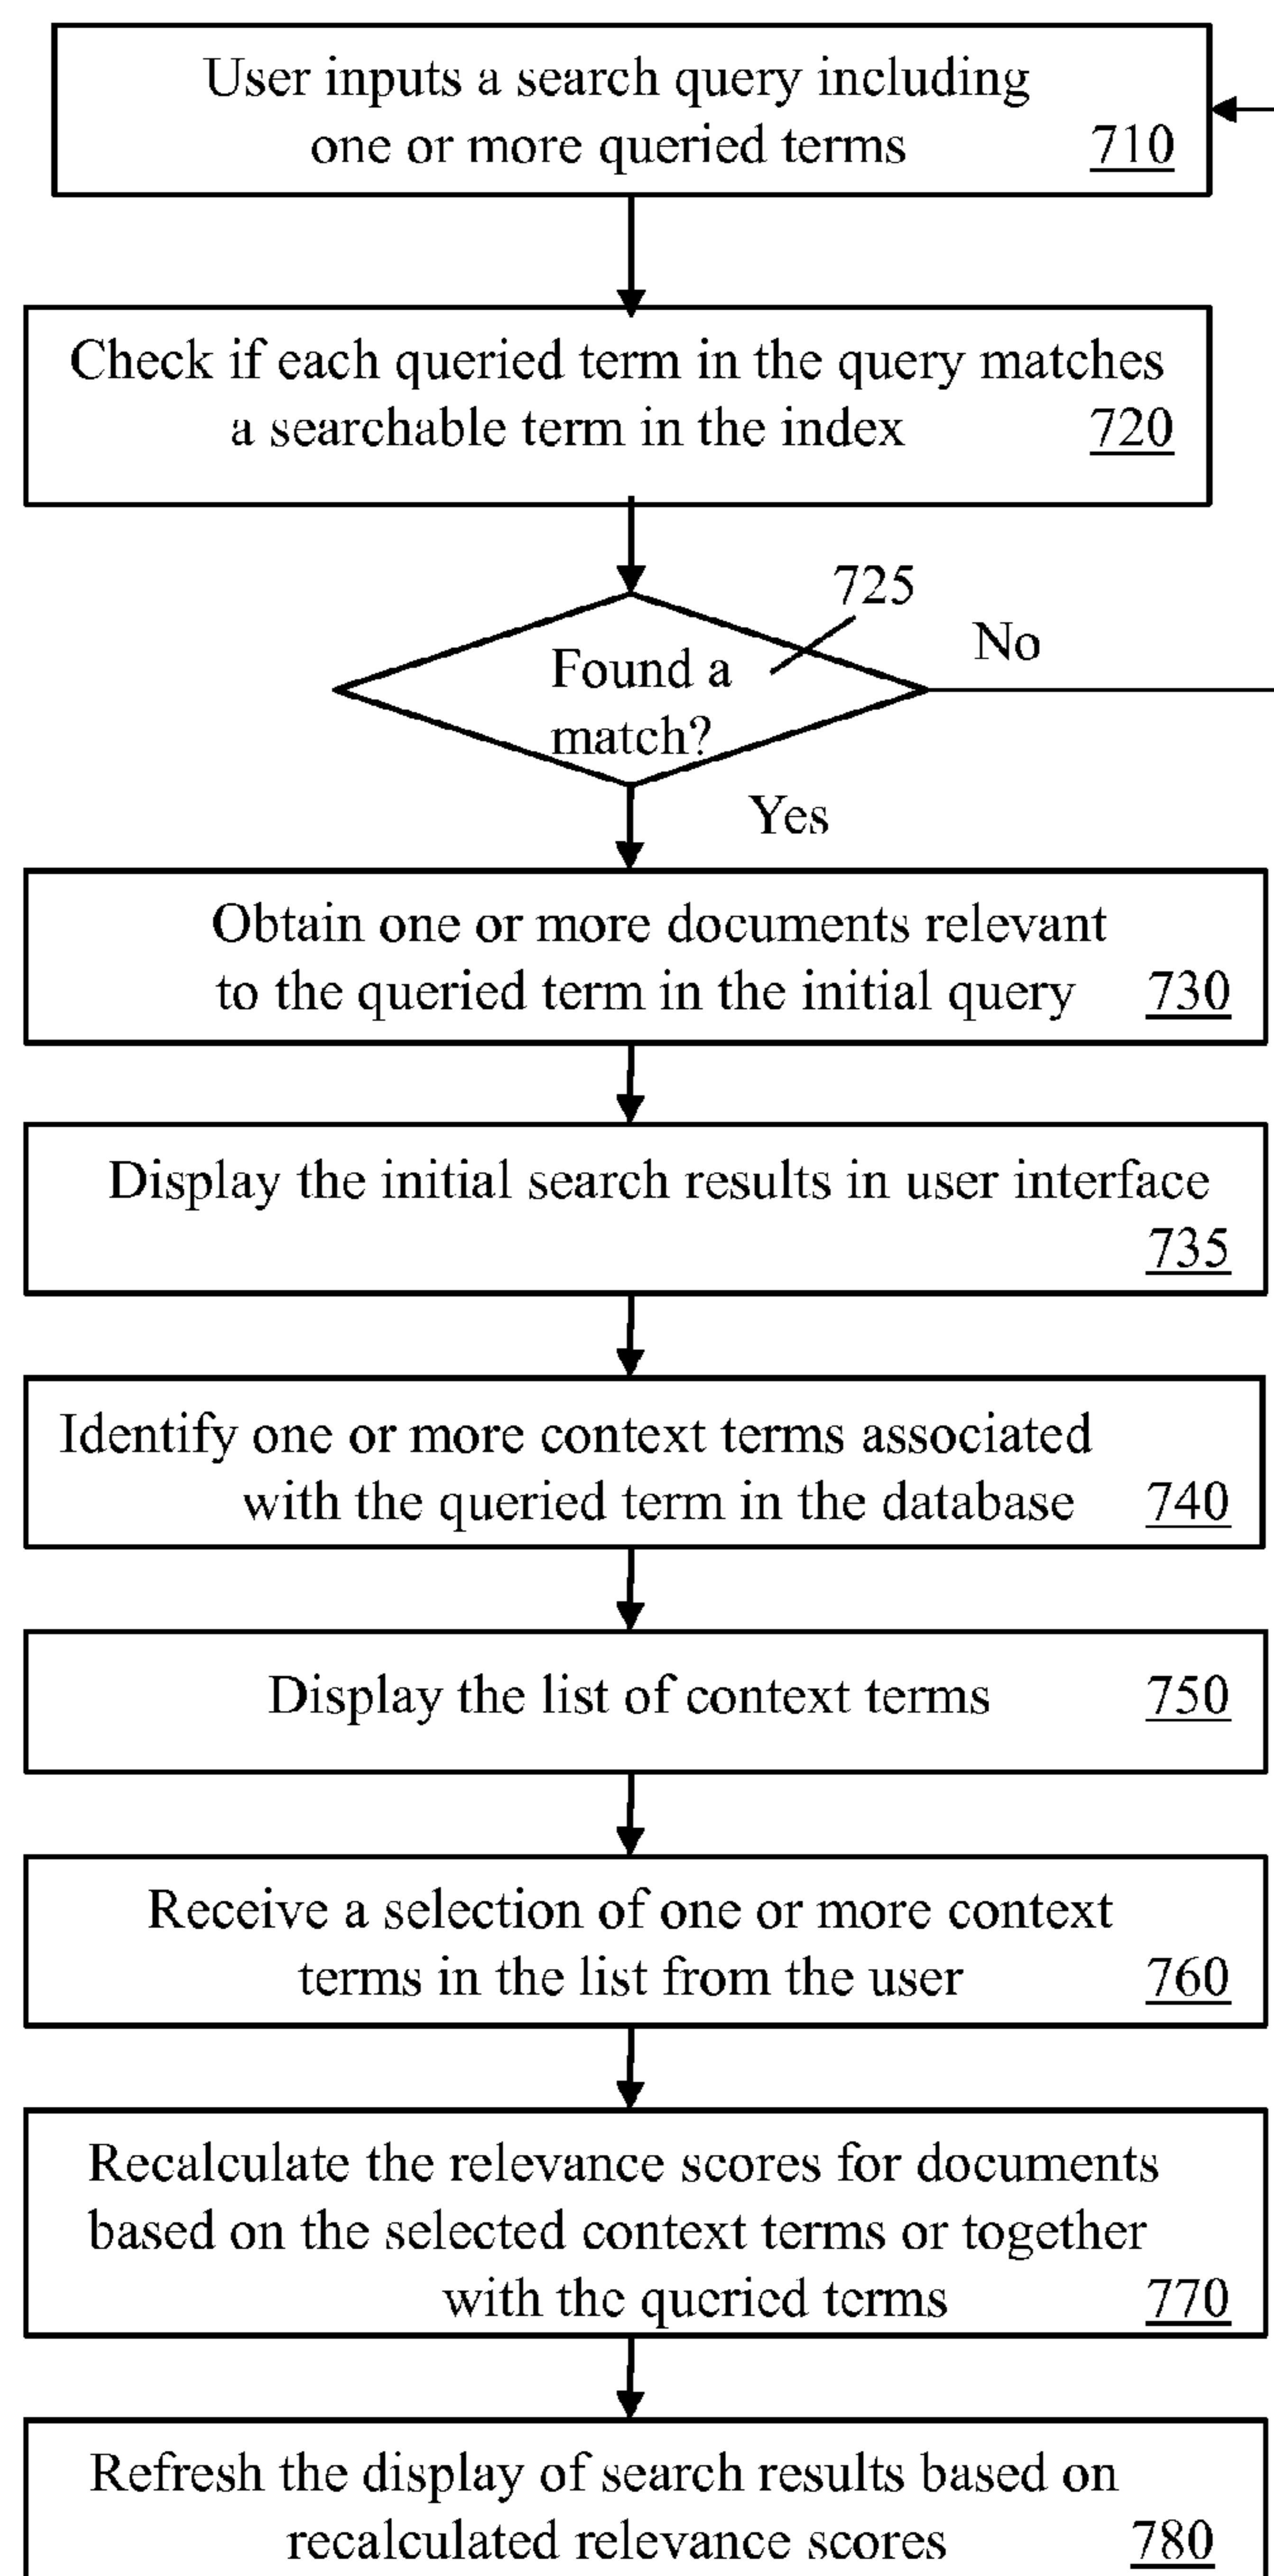 User inputs a search query including
one or more queried terms 710
Check if each queried term in the query matches
a searchable term in the index 720
725
No
Found a
match?
Yes
Obtain one or more documents relevant
to the queried term in the initial query 730
Display the initial search results in user interface
735
Identify one or more context terms associated
with the queried term in the database 740
Display the list of context terms 750
Receive a selection of one or more context
terms in the list from the user 760
Recalculate the relevance scores for documents
based on the selected context terms or together
with the queried terms 770
Refresh the display of search results based on
recalculated relevance scores 780